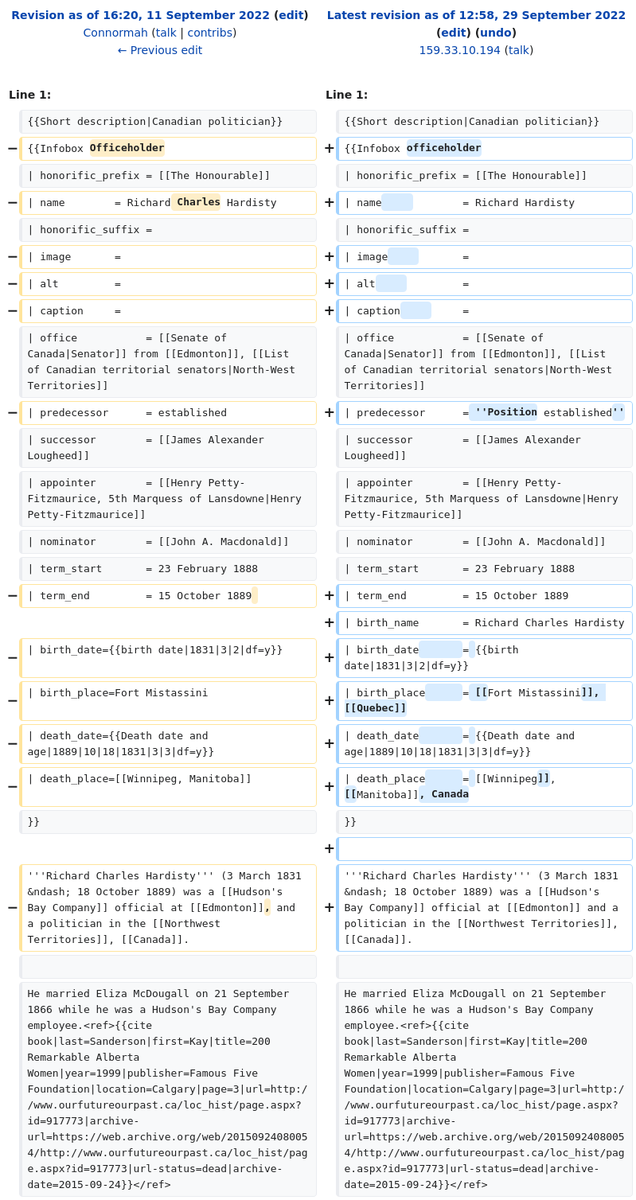 Revision as of 16:20, 11 September 2022 (edit)
Connormah (talk | contribs)
← Previous edit
Latest revision as of 12:58, 29 September 2022
(edit) (undo)
159.33.10.194 (talk)
Line 1:
Line 1:
{{Short description|Canadian politician}}
{{Short description|Canadian politician}}
− {{Infobox Officeholder
+ {{Infobox officeholder
| honorific_prefix = [[The Honourable]]
| honorific_prefix = [[The Honourable]]
− | name = Richard Charles Hardisty
+ | name = Richard Hardisty
| honorific_suffix =
| honorific_suffix =
− | image =
+ | image =
− | alt =
+ | alt =
− | caption =
+ | caption =
| office = [[Senate of
Canada|Senator]] from [[Edmonton]], [[List
of Canadian territorial senators|North-West
Territories]]
| office = [[Senate of
Canada|Senator]] from [[Edmonton]], [[List
of Canadian territorial senators|North-West
Territories]]
− | predecessor = established
+ | predecessor = ''Position established''
| successor = [[James Alexander
Lougheed]]
| successor = [[James Alexander
Lougheed]]
| appointer = [[Henry Petty-
Fitzmaurice, 5th Marquess of Lansdowne|Henry
Petty-Fitzmaurice]]
| appointer = [[Henry Petty-
Fitzmaurice, 5th Marquess of Lansdowne|Henry
Petty-Fitzmaurice]]
| nominator = [[John A. Macdonald]]
| nominator = [[John A. Macdonald]]
| term_start = 23 February 1888
| term_start = 23 February 1888
− | term_end = 15 October 1889
+ | term_end = 15 October 1889
+ | birth_name = Richard Charles Hardisty
− | birth_date={{birth date|1831|3|2|df=y}}
+ | birth_date = {{birth
date|1831|3|2|df=y}}
− | birth_place=Fort Mistassini
+ | birth_place = [[Fort Mistassini]],
[[Quebec]]
− | death_date={{Death date and
age|1889|10|18|1831|3|3|df=y}}
+ | death_date = {{Death date and
age|1889|10|18|1831|3|3|df=y}}
− | death_place=[[Winnipeg, Manitoba]]
+ | death_place = [[Winnipeg]],
[[Manitoba]], Canada
}}
}}
+
− '''Richard Charles Hardisty''' (3 March 1831
&ndash; 18 October 1889) was a [[Hudson's
Bay Company]] official at [[Edmonton]], and
a politician in the [[Northwest
Territories]], [[Canada]].
+ '''Richard Charles Hardisty''' (3 March 1831
&ndash; 18 October 1889) was a [[Hudson's
Bay Company]] official at [[Edmonton]] and a
politician in the [[Northwest Territories]],
[[Canada]].
He married Eliza McDougall on 21 September
1866 while he was a Hudson's Bay Company
employee.<ref>{{cite
book|last=Sanderson|first=Kay|title=200
Remarkable Alberta
Women|year=1999|publisher=Famous Five
Foundation|location=Calgary|page=3|url=http:/
/www.ourfutureourpast.ca/loc_hist/page.aspx?
id=917773|archive-
url=https://web.archive.org/web/2015092408005
4/http://www.ourfutureourpast.ca/loc_hist/pag
e.aspx?id=917773|url-status=dead|archive-
date=2015-09-24}}</ref>
He married Eliza McDougall on 21 September
1866 while he was a Hudson's Bay Company
employee.<ref>{{cite
book|last=Sanderson|first=Kay|title=200
Remarkable Alberta
Women|year=1999|publisher=Famous Five
Foundation|location=Calgary|page=3|url=http:/
/www.ourfutureourpast.ca/loc_hist/page.aspx?
id=917773|archive-
url=https://web.archive.org/web/2015092408005
4/http://www.ourfutureourpast.ca/loc_hist/pag
e.aspx?id=917773|url-status=dead|archive-
date=2015-09-24}}</ref>